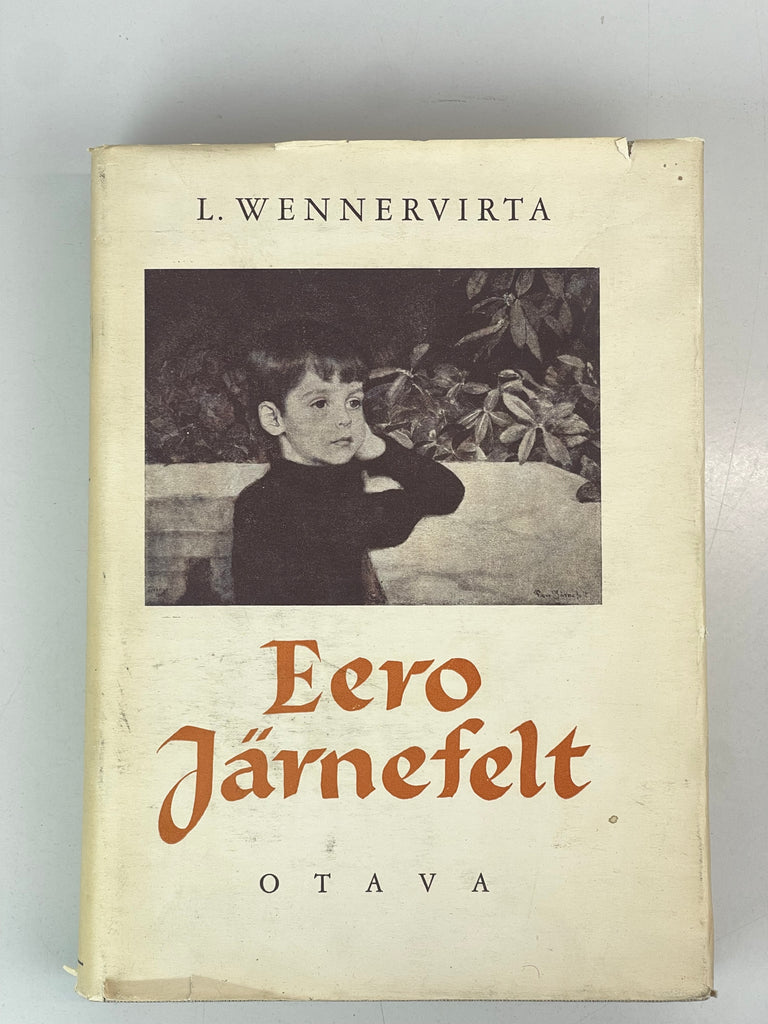 L. WENNERVIRTA
Eero
Järnefelt
OTAVA